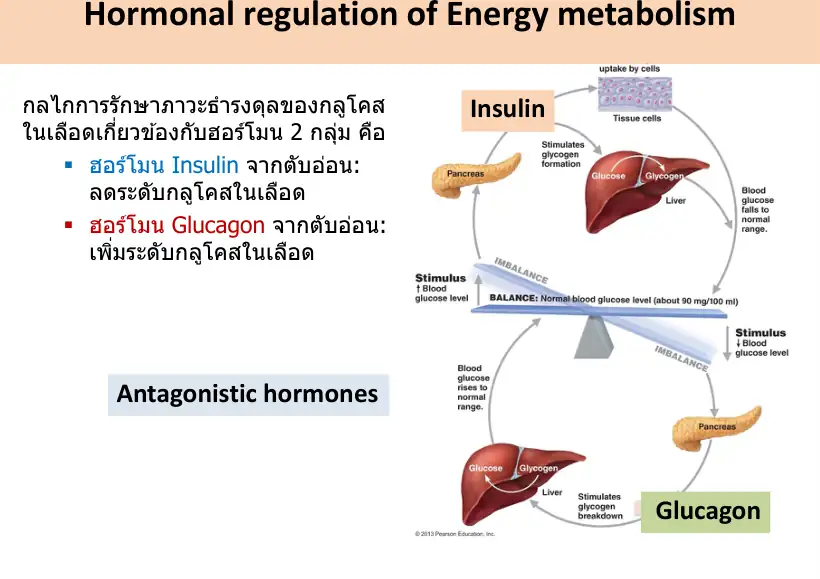 Hormonal regulation of Energy metabolism
กลไกการรักษาภาวะธำรงดุลของกลูโคส
ในเลือดเกี่ยวข้องกับฮอร์โมน 2 กลุ่ม คือ
ฮอร์โมน Insulin จากตับอ่อน:
ลดระดับกลูโคสในเลือด
ฮอร์โมน Glucagon จากตับอ่อน:
เพิ่มระดับกลูโคสในเลือด
Antagonistic hormones
uptake by cells
Insulin
Tissue cells
Stimulates
glycogen
formation
Pancreas
Glucose
Glycogen
Liver
Blood
glucose
falls to
normal
range.
IMBALANCE
Stimulus
↑ Blood
glucose level
BALANCE: Normal blood glucose level (about 90 mg/100 ml)
Stimulus
↓ Blood
glucose level
IMBALANCE
Blood
glucose
rises to
normal
range.
Pancreas
Glucose
Glycogen
Liver
Stimulates
glycogen
breakdown
Glucagon
© 2013 Pearson Education, Inc.